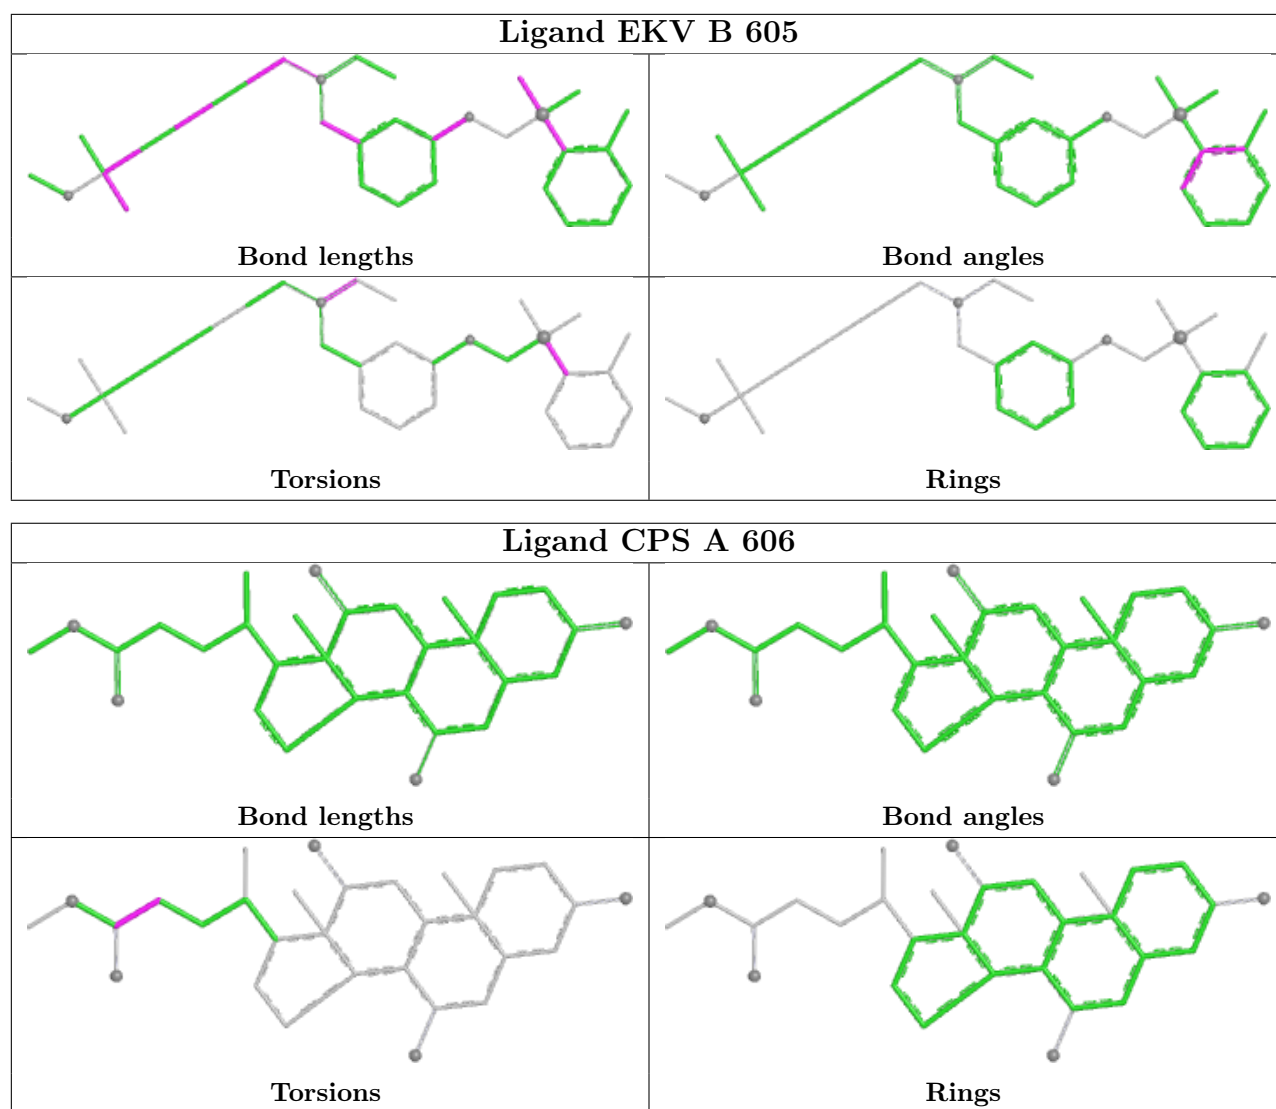 Ligand EKV B 605
Bond lengths
Bond angles
Torsions
Rings
Ligand CPS A 606
Bond lengths
Bond angles
Torsions
Rings